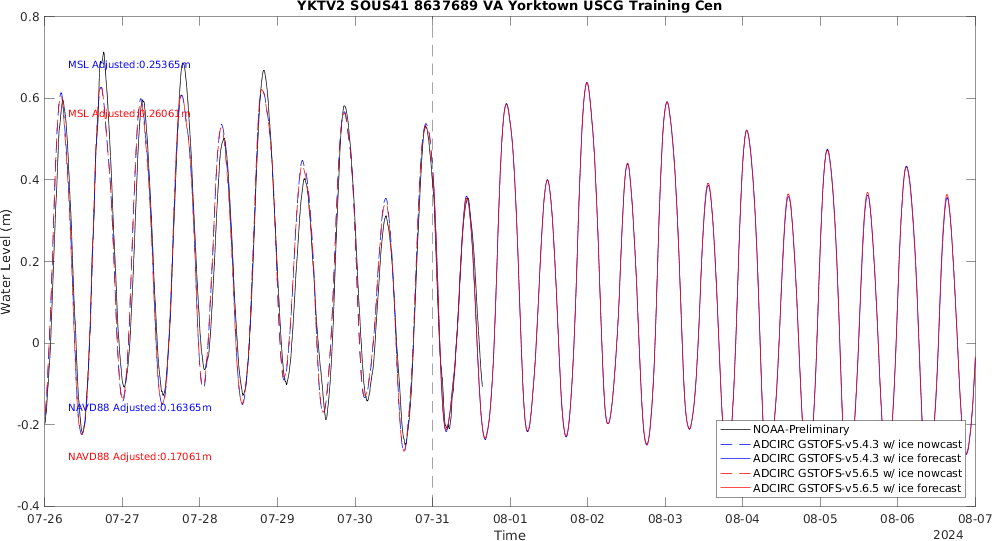 YKTV2 SOUS41 8637689 VA Yorktown USCG Training Cen
0.8
MSL Adjusted:0.25365m
0.6
MSL Adjusted:0.26061m
0.4
Water Level (m)
0.2
0
NAVD88 Adjusted:0.16365m
-0.2
NOAA-Preliminary
ADCIRC GSTOFS-v5.4.3 w/ ice nowcast
NAVD88 Adjusted:0.17061m
ADCIRC GSTOFS-v5.4.3 w/ ice forecast
ADCIRC GSTOFS-v5.6.5 w/ ice nowcast
ADCIRC GSTOFS-v5.6.5 w/ ice forecast
-0.4
07-26 07-27 07-28 07-29 07-30 07-31 08-01 08-02 08-03 08-04 08-05 08-06 08-07
Time
2024